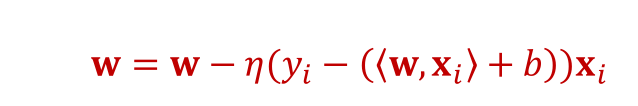 𝐰 = 𝐰 − 𝜂(𝑦ᵢ − (⟨𝐰, 𝐱ᵢ⟩ + 𝑏))𝐱ᵢ